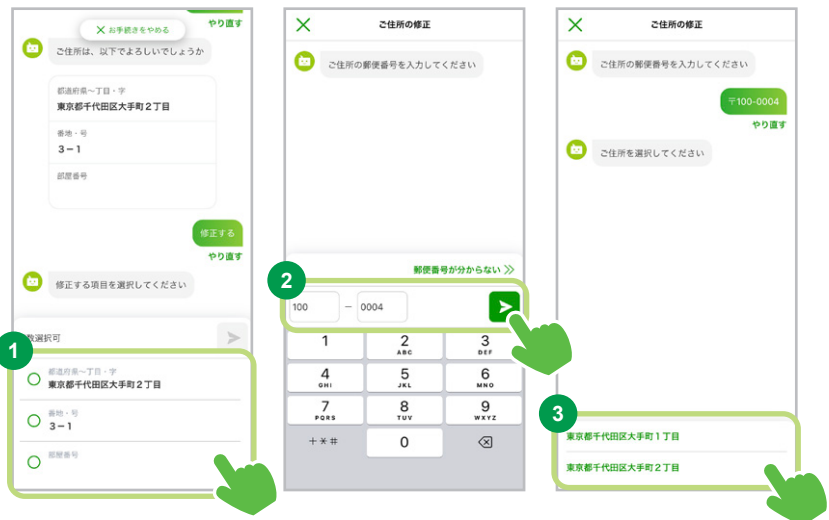 お手続きをやめる
やり直す
ご住所は、以下でよろしいでしょうか
都道府県〜丁目・字
東京都千代田区大手町2丁目
番地・号
3−1
部屋番号
修正する
やり直す
修正する項目を選択してください
数選択可
1
都道府県〜丁目・字
東京都千代田区大手町2丁目
番地・号
3−1
部屋番号
ご住所の修正
ご住所の郵便番号を入力してください
郵便番号が分からない
2
100 − 0004
1 2 3
ABC DEF
4 5 6
GHI JKL MNO
7 8 9
PQRS TUV WXYZ
+*# 0
ご住所の修正
ご住所の郵便番号を入力してください
〒100-0004
やり直す
ご住所を選択してください
3
東京都千代田区大手町1丁目
東京都千代田区大手町2丁目